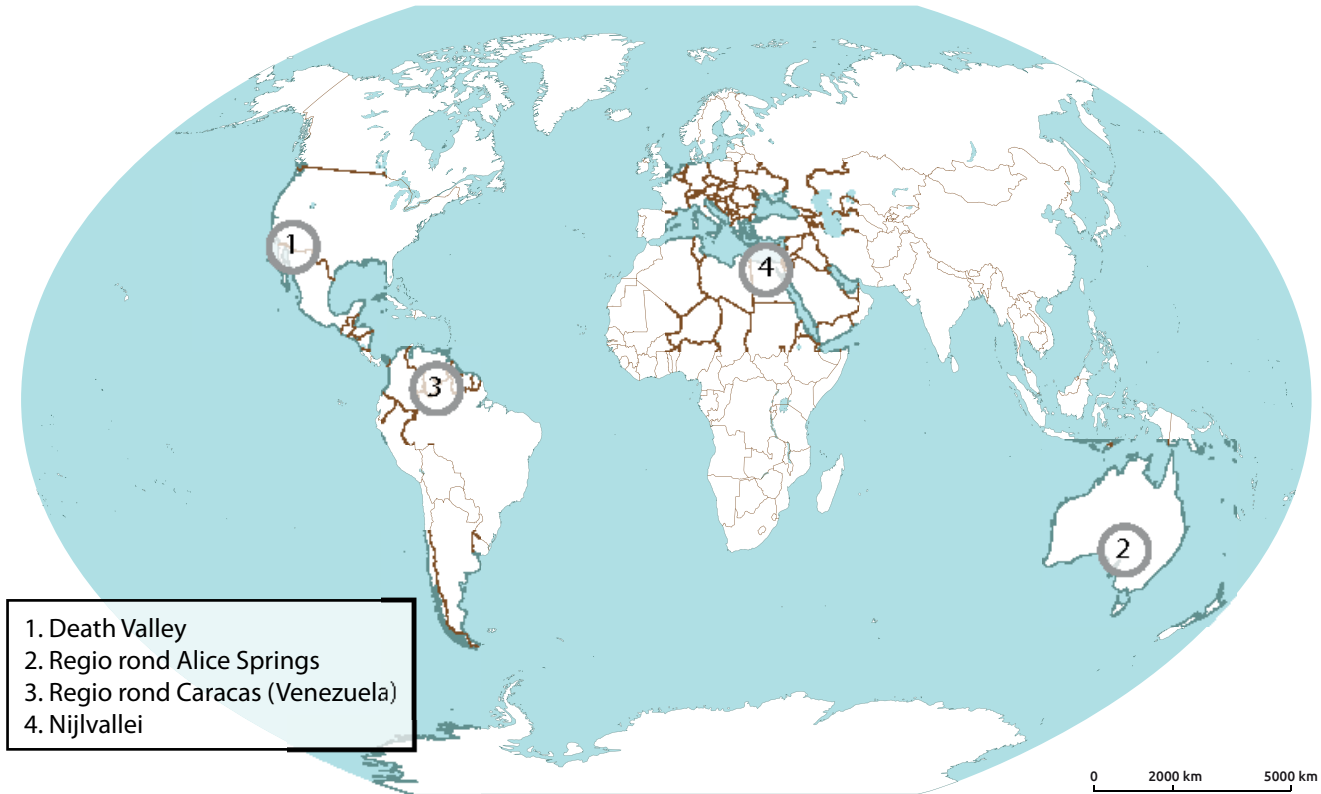 1
4
3
2
1. Death Valley
2. Regio rond Alice Springs
3. Regio rond Caracas (Venezuela)
4. Nijlvallei
0 2000 km 5000 km